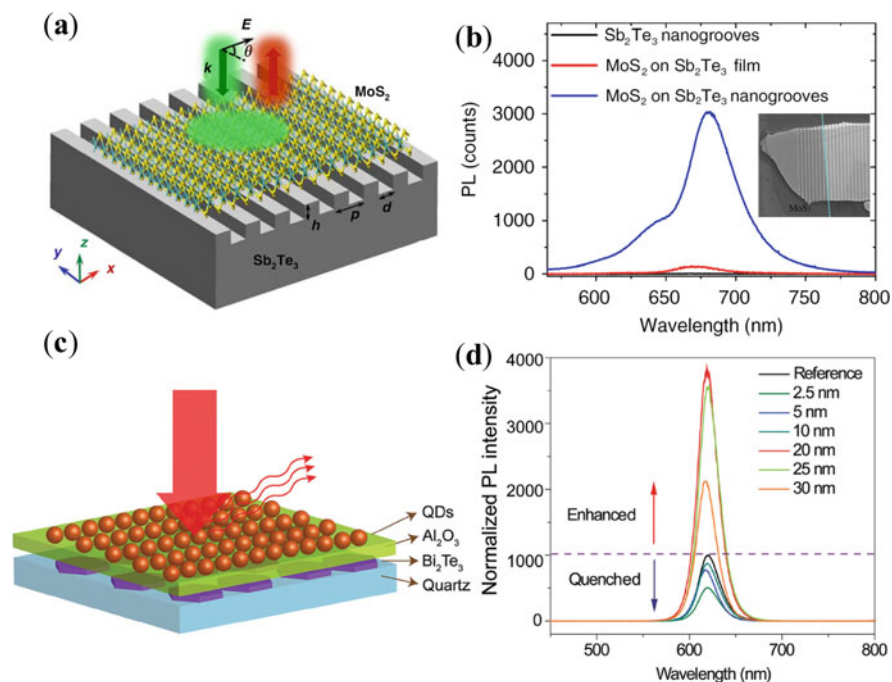 (a)
E
θ
k
MoS₂
h
p
d
Sb₂Te₃
z
y
x
(b)
PL (counts)
4000
3000
2000
1000
0
Sb₂Te₃ nanogrooves
MoS₂ on Sb₂Te₃ film
MoS₂ on Sb₂Te₃ nanogrooves
MoS
600 650 700 750 800
Wavelength (nm)
(c)
QDs
Al₂O₃
Bi₂Te₃
Quartz
(d)
Normalized PL intensity
4000
3000
2000
1000
0
Reference
2.5 nm
5 nm
10 nm
20 nm
25 nm
30 nm
Enhanced
Quenched
500 600 700 800
Wavelength (nm)